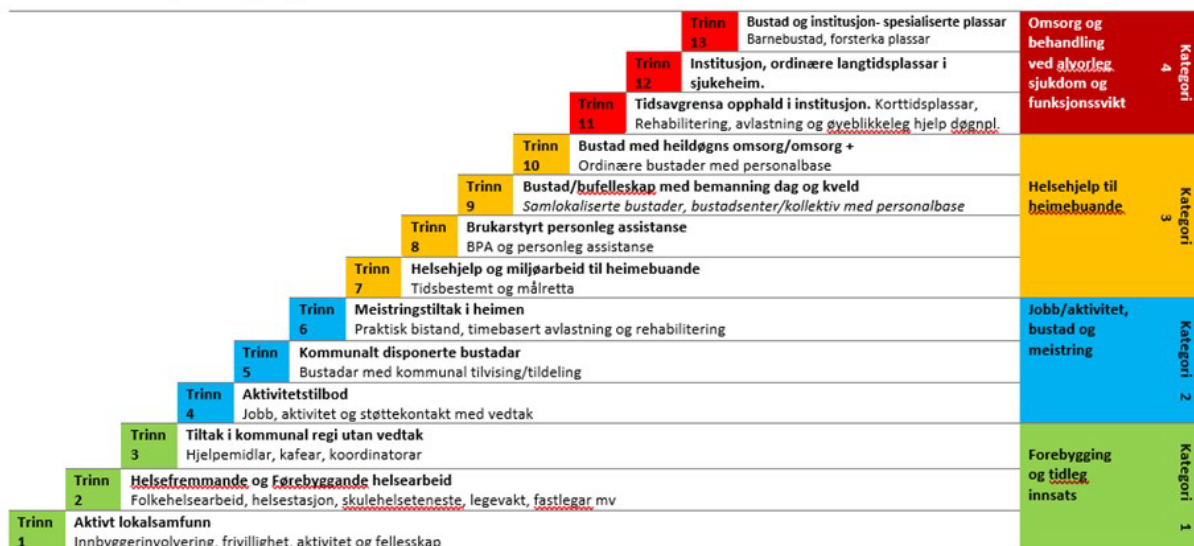 Trinn 13
Bustad og institusjon- spesialiserte plassar
Barnebustad, forsterka plassar
Trinn 12
Institusjon, ordinære langtidsplassar i
sjukeheim.
Trinn 11
Tidsavgrensa opphald i institusjon. Korttidsplassar,
Rehabilitering, avlastning og øyeblikkeleg hjelp døgnpl.
Omsorg og
behandling
ved alvorleg
sjukdom og
funksjonssvikt
Kategori 4
Trinn 10
Bustad med heildøgns omsorg/omsorg +
Ordinære bustader med personalbase
Trinn 9
Bustad/bufelleskap med bemanning dag og kveld
Samlokaliserte bustader, bustadsenter/kollektiv med personalbase
Trinn 8
Brukarstyrt personleg assistanse
BPA og personleg assistanse
Trinn 7
Helsehjelp og miljøarbeid til heimebuande
Tidsbestemt og målretta
Helsehjelp til
heimebuande
Kategori 3
Trinn 6
Meistringstiltak i heimen
Praktisk bistand, timebasert avlastning og rehabilitering
Trinn 5
Kommunalt disponerte bustadar
Bustadar med kommunal tilvising/tildeling
Trinn 4
Aktivitetstilbod
Jobb, aktivitet og støttekontakt med vedtak
Jobb/aktivitet,
bustad og
meistring
Kategori 2
Trinn 3
Tiltak i kommunal regi utan vedtak
Hjelpemidlar, kafear, koordinatorar
Trinn 2
Helsefremmande og Førebyggande helsearbeid
Folkehelsearbeid, helsestasjon, skulehelseteneste, legevakt, fastlegar mv
Trinn 1
Aktivt lokalsamfunn
Innbyggerinvolvering, frivillighet, aktivitet og fellesskap
Forebygging
og tidleg
innsats
Kategori 1